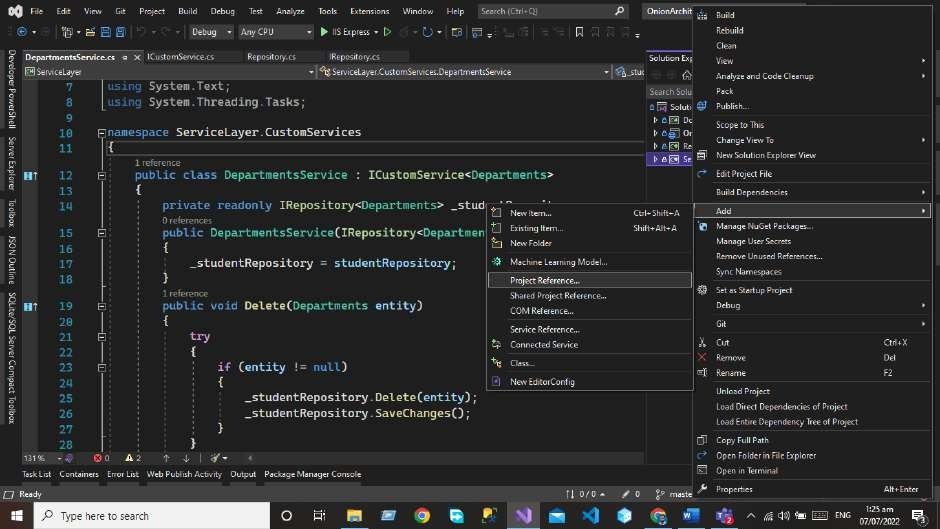 File Edit View Git Project Build Debug Test Analyze Tools Extensions Window Help Search (Ctrl+Q) OnionArchit
Debug Any CPU IIS Express
DepartmentsService.cs ICustomService.cs Repository.cs IRepository.cs
ServiceLayer ServiceLayer.CustomServices.DepartmentsService
Developer PowerShell
Server Explorer
Toolbox
JSON Outline
SQLite/SQL Server Compact Toolbox
7 using System.Text;
8 using System.Threading.Tasks;
9
10 namespace ServiceLayer.CustomServices
11 {
1 reference
12 public class DepartmentsService : ICustomService<Departments>
13 {
14 private readonly IRepository<Departments>
0 references
15 public DepartmentsService(IRepository<Departmen
16 {
17 _studentRepository = studentRepository;
18 }
1 reference
19 public void Delete(Departments entity)
20 {
21 try
22 {
23 if (entity != null)
24 {
25 _studentRepository.Delete(entity);
26 _studentRepository.SaveChanges();
27 }
28 }
131 % 0 2
Task List Containers Error List Web Publish Activity Output Package Manager Console
Ready 0 / 0 0 maste
Solution Exp
Search Solu
Soluti
Do
On
Re
Se
New Item... Ctrl+Shift+A
Existing Item... Shift+Alt+A
New Folder
Machine Learning Model...
Project Reference...
Shared Project Reference...
COM Reference...
Service Reference...
Connected Service
Class...
New EditorConfig
Build
Rebuild
Clean
View
Analyze and Code Cleanup
Pack
Publish...
Scope to This
Change View To
New Solution Explorer View
Edit Project File
Build Dependencies
Add
Manage NuGet Packages...
Manage User Secrets
Remove Unused References...
Sync Namespaces
Set as Startup Project
Debug
Git
Cut Ctrl+X
Remove Del
Rename F2
Unload Project
Load Direct Dependencies of Project
Load Entire Dependency Tree of Project
Copy Full Path
Open Folder in File Explorer
Open in Terminal
Properties Alt+Enter
Type here to search
ENG 1:25 am
07/07/2022